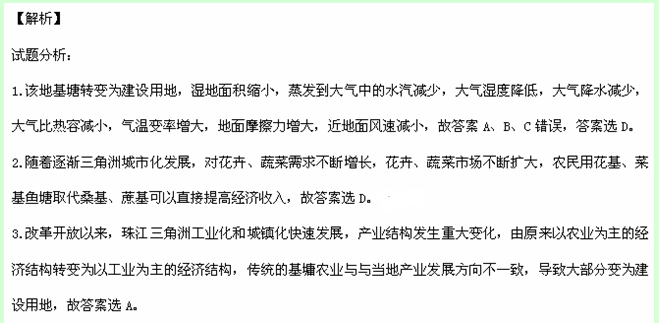 【解析】
试题分析：
1.该地基塘转变为建设用地，湿地面积缩小，蒸发到大气中的水汽减少，大气湿度降低，大气降水减少，
大气比热容减小，气温变率增大，地面摩擦力增大，近地面风速减小，故答案 A、B、C 错误，答案选 D。
2.随着逐渐三角洲城市化发展，对花卉、蔬菜需求不断增长，花卉、蔬菜市场不断扩大，农民用花基、菜
基鱼塘取代桑基、蔗基可以直接提高经济收入，故答案选 D。
3.改革开放以来，珠江三角洲工业化和城镇化快速发展，产业结构发生重大变化，由原来以农业为主的经
济结构转变为以工业为主的经济结构，传统的基墉农业与与当地产业发展方向不一致，导致大部分变为建
设用地，故答案选 A。